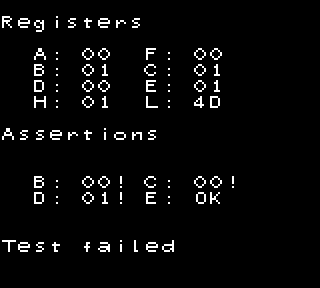 Registers
A: 00 F: 00
B: 01 C: 01
D: 00 E: 01
H: 01 L: 4D
Assertions
B: 00! C: 00!
D: 01! E: OK
Test failed